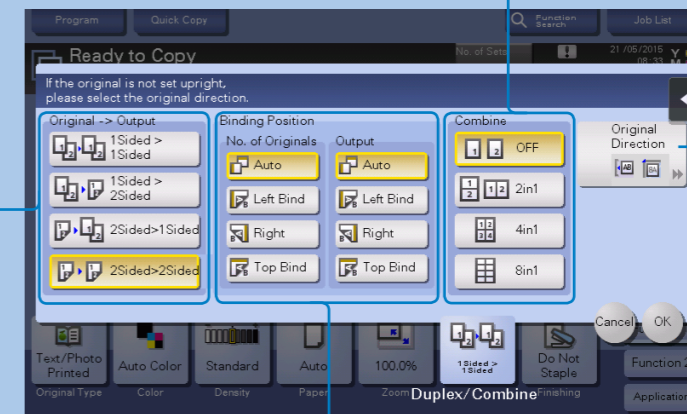 Program
Quick Copy
Function
Search
Job List
Ready to Copy
No. of Sets
21/05/2015
08:33
Y
M
If the original is not set upright,
please select the original direction.
Original -> Output
1Sided >
1Sided
1Sided >
2Sided
2Sided>1Sided
2Sided>2Sided
Binding Position
No. of Originals
Auto
Left Bind
Right
Top Bind
Output
Auto
Left Bind
Right
Top Bind
Combine
OFF
2in1
4in1
8in1
Original
Direction
Cancel
OK
Text/Photo
Printed
Auto Color
Standard
Auto
100.0%
1Sided >
1Sided
Do Not
Staple
Function 2
Original Type
Color
Density
Paper
Zoom
Duplex/Combine
Finishing
Application